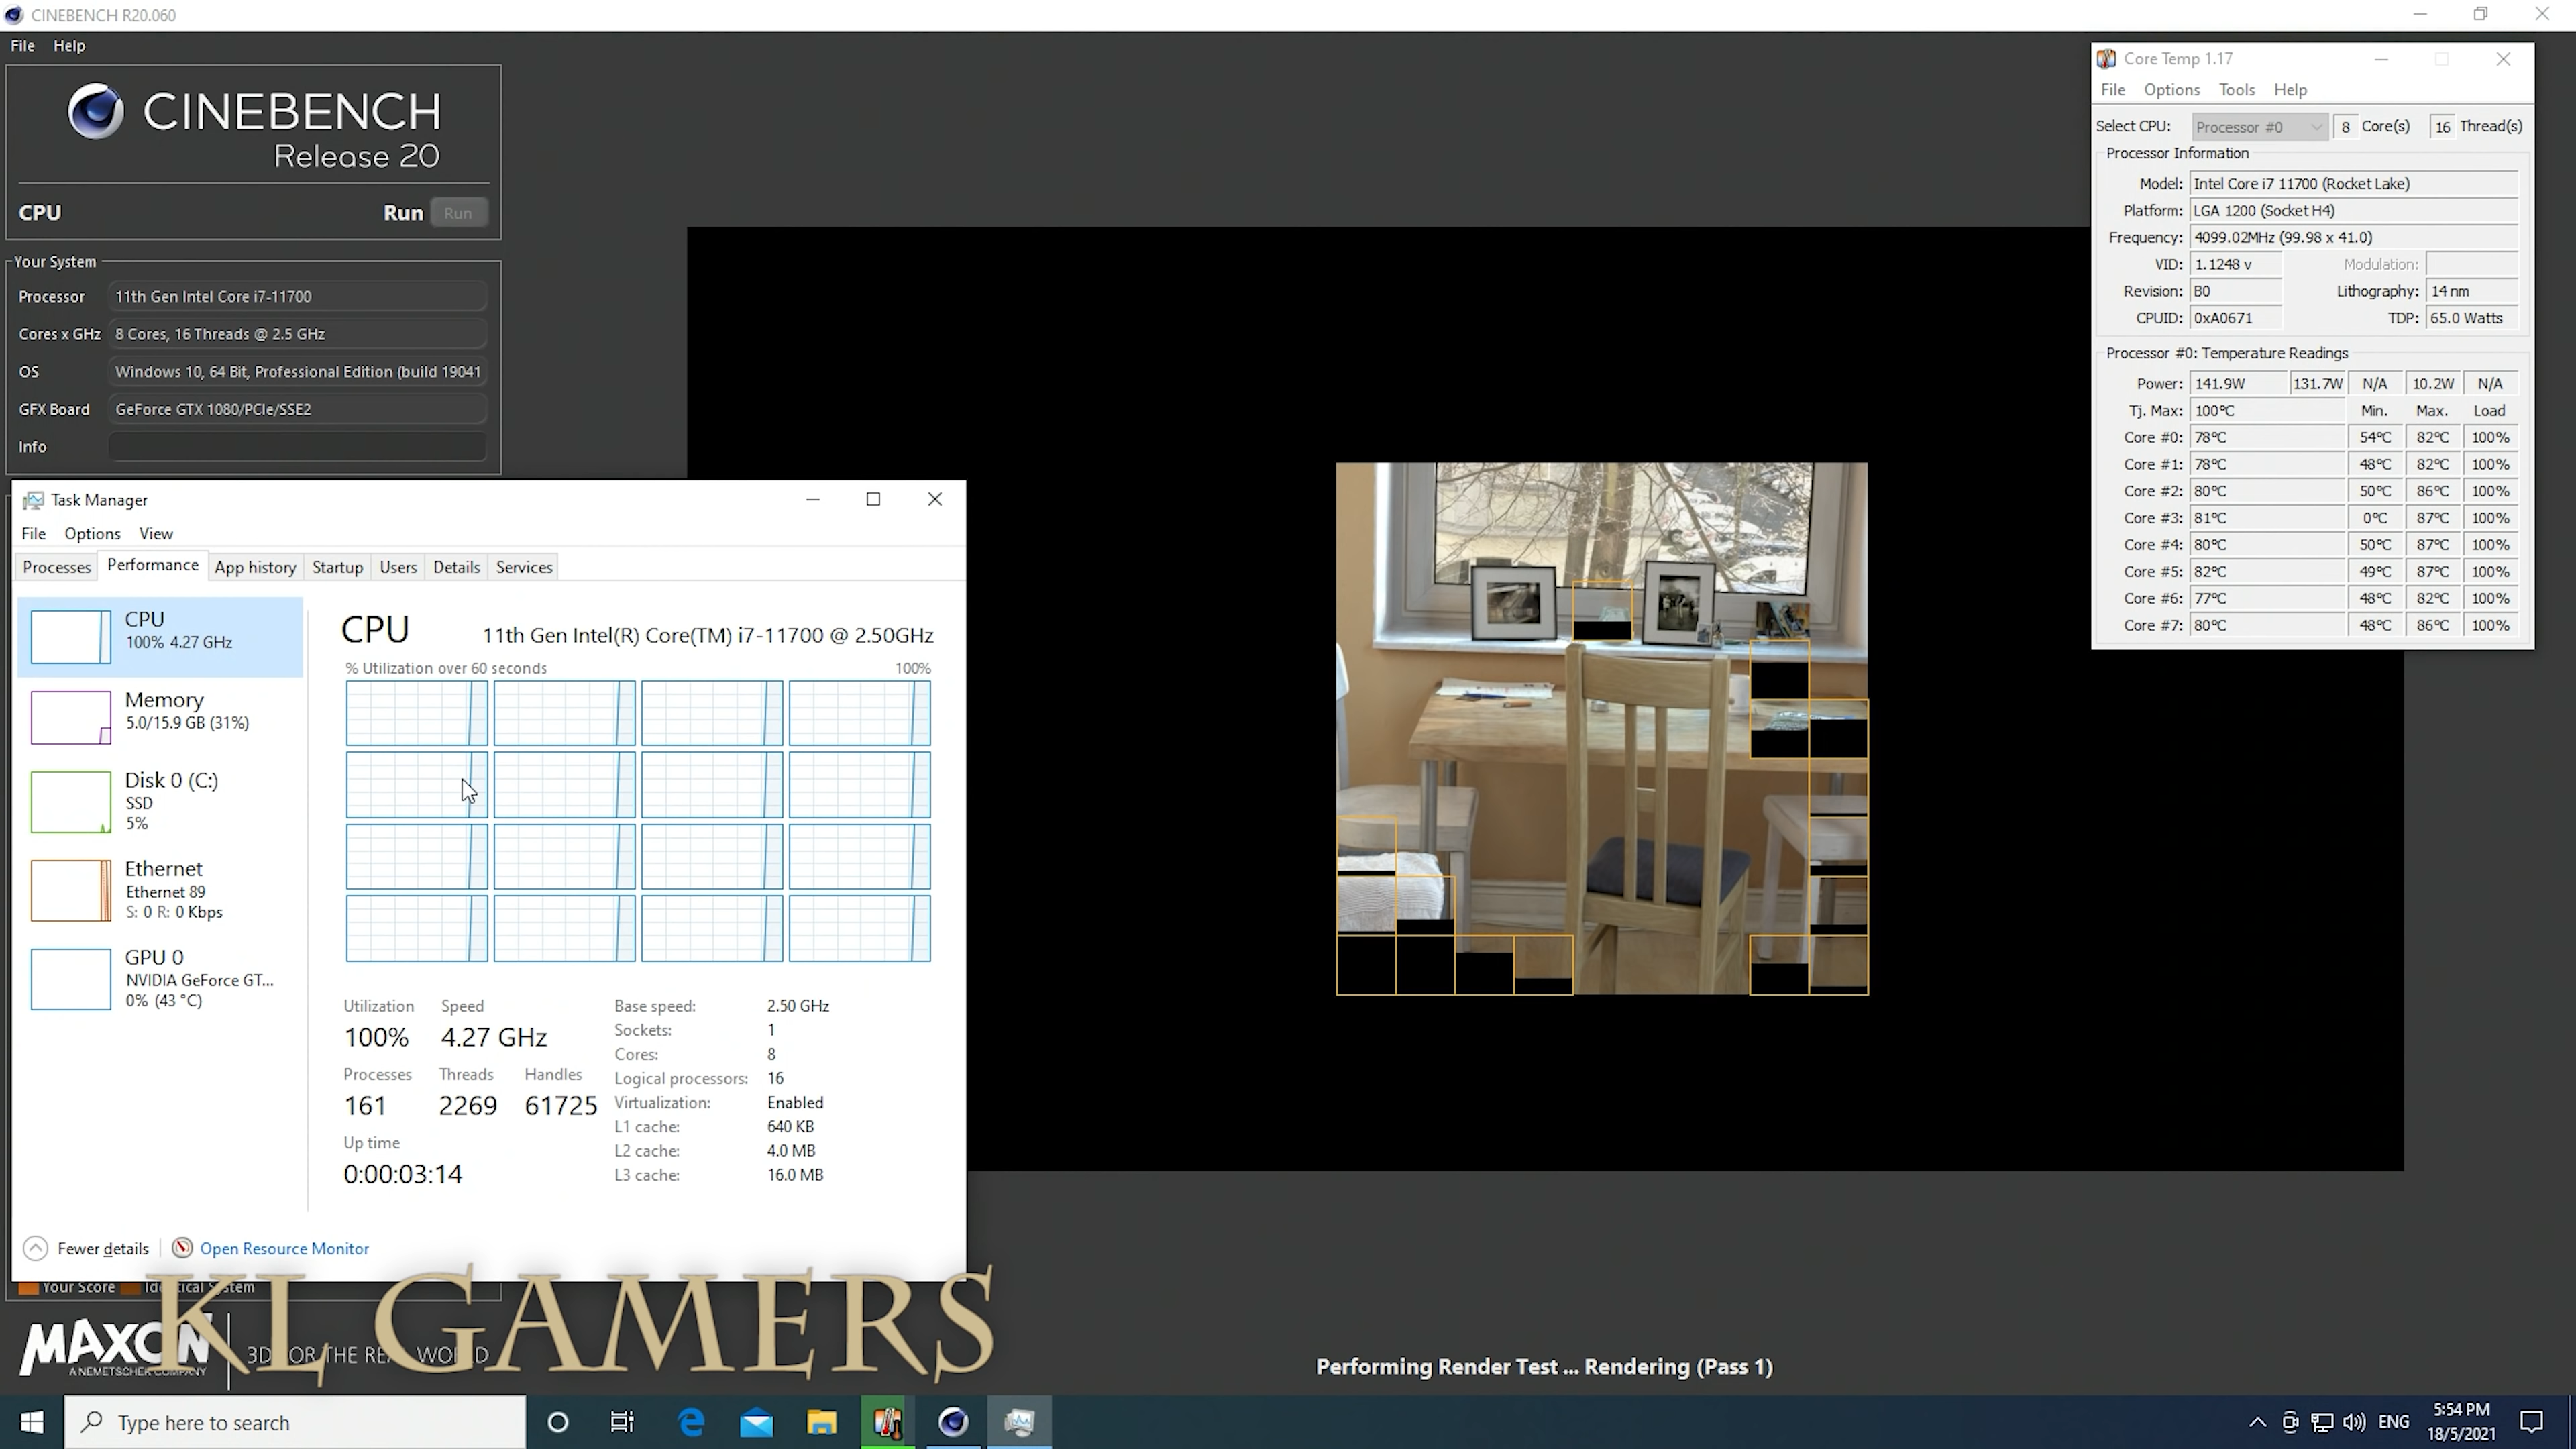 CINEBENCH R20.060
File Help
CINEBENCH
Release 20
CPU Run Run
Your System
Processor 11th Gen Intel Core i7-11700
Cores x GHz 8 Cores, 16 Threads @ 2.5 GHz
OS Windows 10, 64 Bit, Professional Edition (build 19041
GFX Board GeForce GTX 1080/PCIe/SSE2
Info
Task Manager
File Options View
Processes Performance App history Startup Users Details Services
CPU
100% 4.27 GHz
Memory
5.0/15.9 GB (31%)
Disk 0 (C:)
SSD
5%
Ethernet
Ethernet 89
S: 0 R: 0 Kbps
GPU 0
NVIDIA GeForce GT...
0% (43 °C)
CPU 11th Gen Intel(R) Core(TM) i7-11700 @ 2.50GHz
% Utilization over 60 seconds 100%
Utilization Speed
100% 4.27 GHz
Processes Threads Handles
161 2269 61725
Up time
0:00:03:14
Base speed: 2.50 GHz
Sockets: 1
Cores: 8
Logical processors: 16
Virtualization: Enabled
L1 cache: 640 KB
L2 cache: 4.0 MB
L3 cache: 16.0 MB
Fewer details Open Resource Monitor
Your Score
KL GAMERS
MAXON
A NEMETSCHEK COMPANY
3D FOR THE REAL WORLD
Core Temp 1.17
File Options Tools Help
Select CPU: Processor #0 8 Core(s) 16 Thread(s)
Processor Information
Model: Intel Core i7 11700 (Rocket Lake)
Platform: LGA 1200 (Socket H4)
Frequency: 4099.02MHz (99.98 x 41.0)
VID: 1.1248 v Modulation:
Revision: B0 Lithography: 14 nm
CPUID: 0xA0671 TDP: 65.0 Watts
Processor #0: Temperature Readings
Power: 141.9W 131.7W N/A 10.2W N/A
Tj. Max: 100°C Min. Max. Load
Core #0: 78°C 54°C 82°C 100%
Core #1: 78°C 48°C 82°C 100%
Core #2: 80°C 50°C 86°C 100%
Core #3: 81°C 0°C 87°C 100%
Core #4: 80°C 50°C 87°C 100%
Core #5: 82°C 49°C 87°C 100%
Core #6: 77°C 48°C 82°C 100%
Core #7: 80°C 48°C 86°C 100%
Performing Render Test ... Rendering (Pass 1)
Type here to search
ENG
5:54 PM
18/5/2021